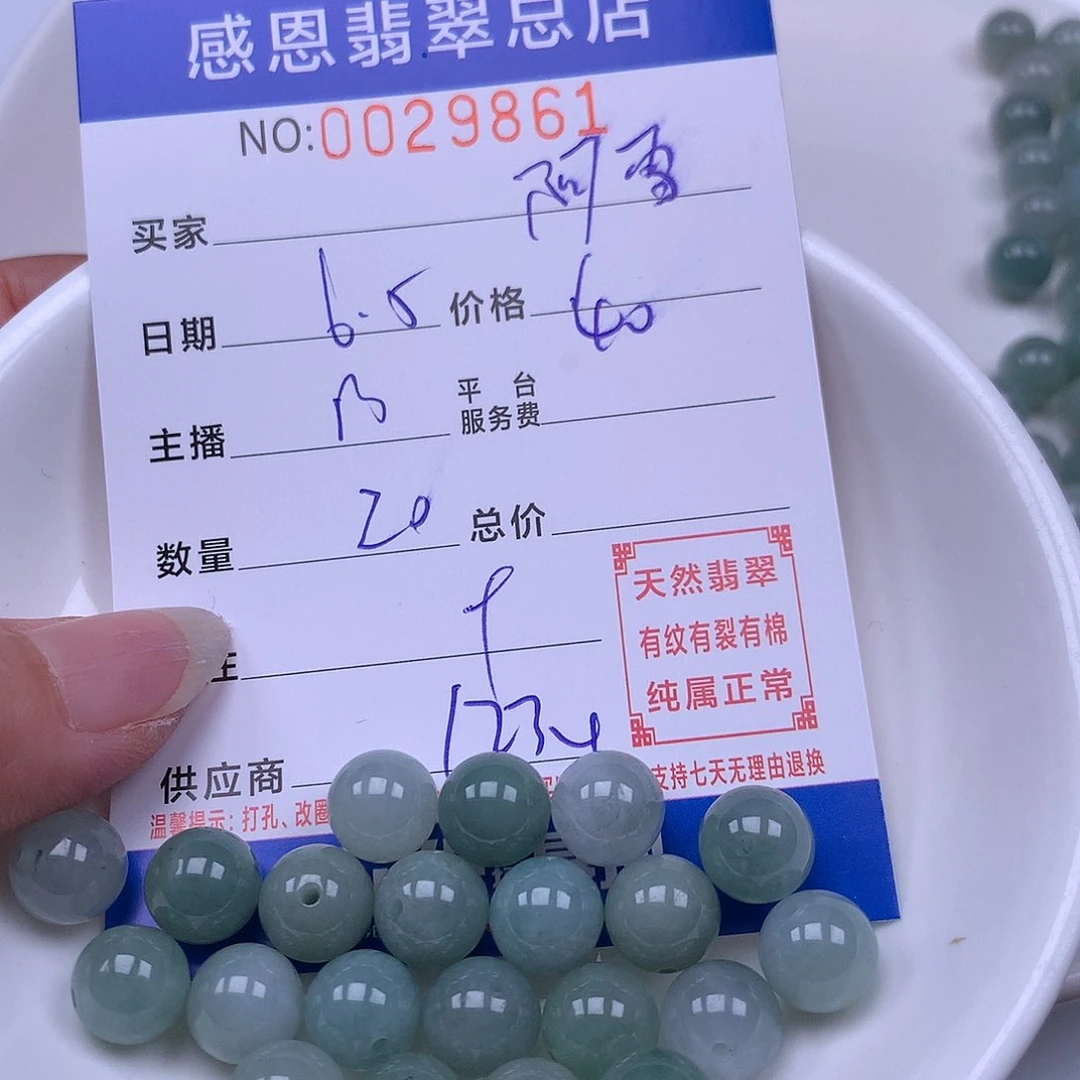 感恩翡翠总店
NO:0029861
买家 阿雪
日期 6.5 价格 60
主播 平台服务费
数量 20 总价
天然翡翠
有纹有裂有棉
纯属正常
供应商 1234
温馨提示：打孔、改圈 支持七天无理由退换